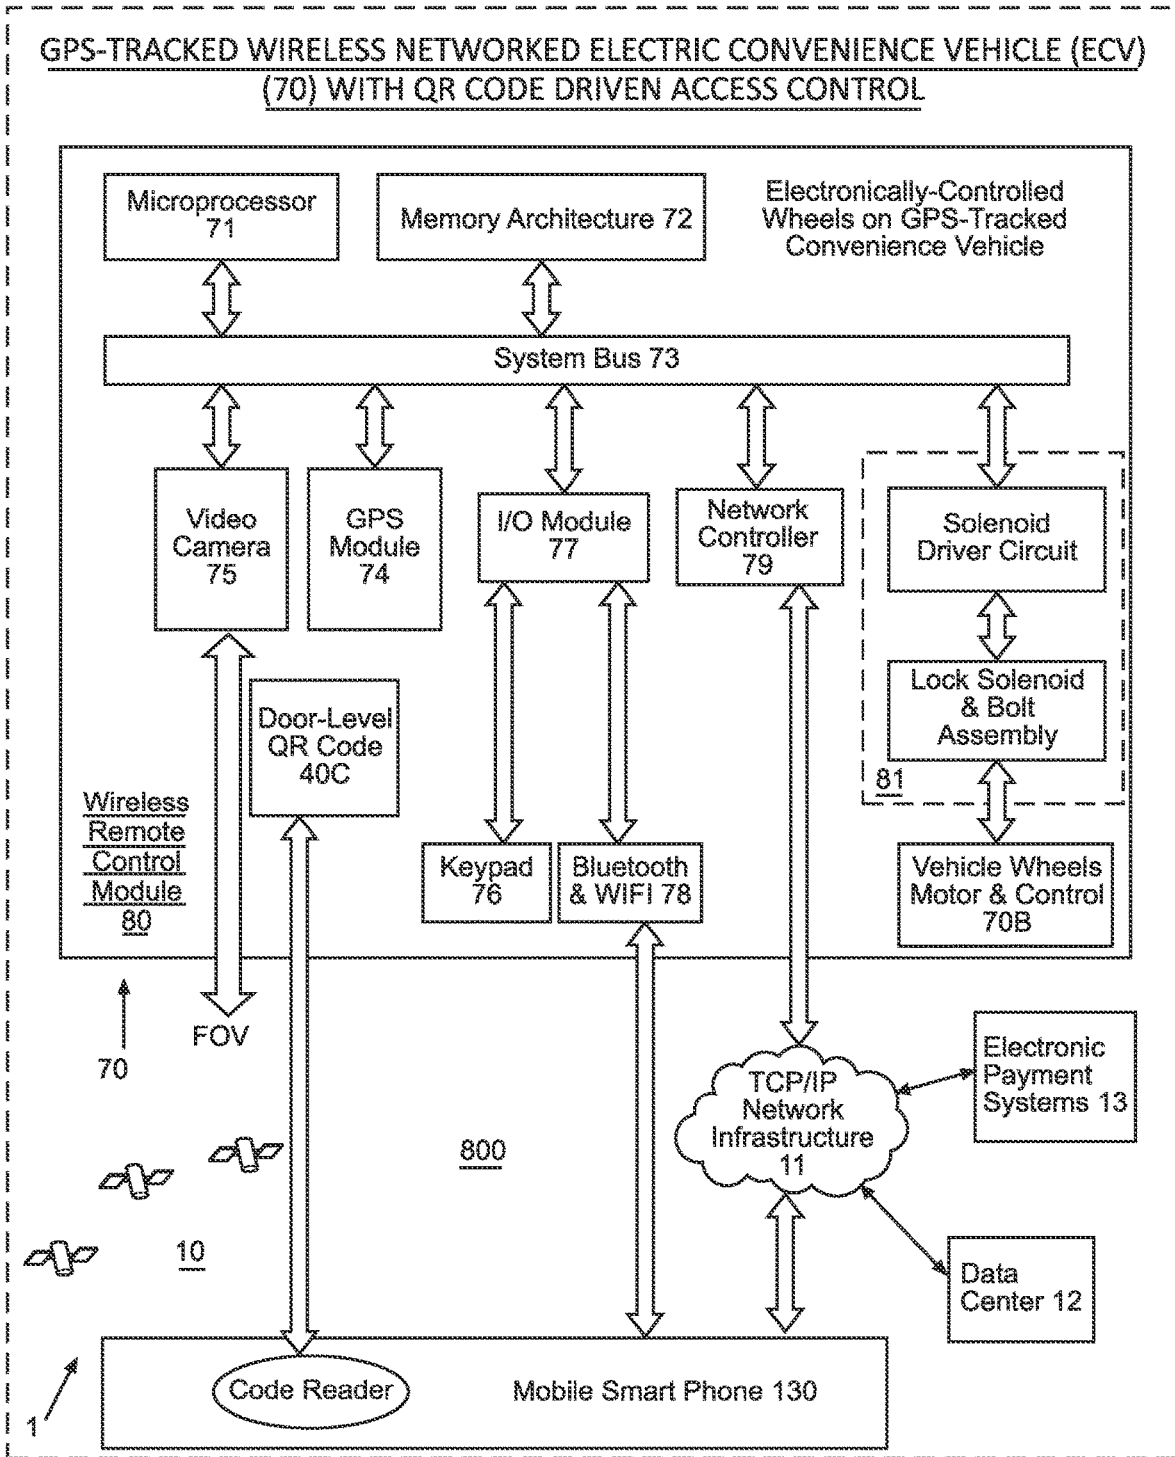 GPS-TRACKED WIRELESS NETWORKED ELECTRIC CONVENIENCE VEHICLE (ECV)
(70) WITH QR CODE DRIVEN ACCESS CONTROL
Microprocessor
71
Memory Architecture 72
Electronically-Controlled
Wheels on GPS-Tracked
Convenience Vehicle
System Bus 73
Video
Camera
75
GPS
Module
74
I/O Module
77
Network
Controller
79
Solenoid
Driver Circuit
Lock Solenoid
& Bolt
Assembly
81
Door-Level
QR Code
40C
Wireless
Remote
Control
Module
80
Keypad
76
Bluetooth
& WIFI 78
Vehicle Wheels
Motor & Control
70B
70
FOV
TCP/IP
Network
Infrastructure
11
Electronic
Payment
Systems 13
800
10
Data
Center 12
Code Reader
Mobile Smart Phone 130
1